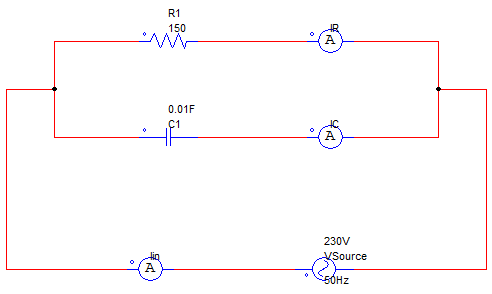 R1
150
IR
A
0.01F
C1
IC
A
230V
VSource
50Hz
Iin
A